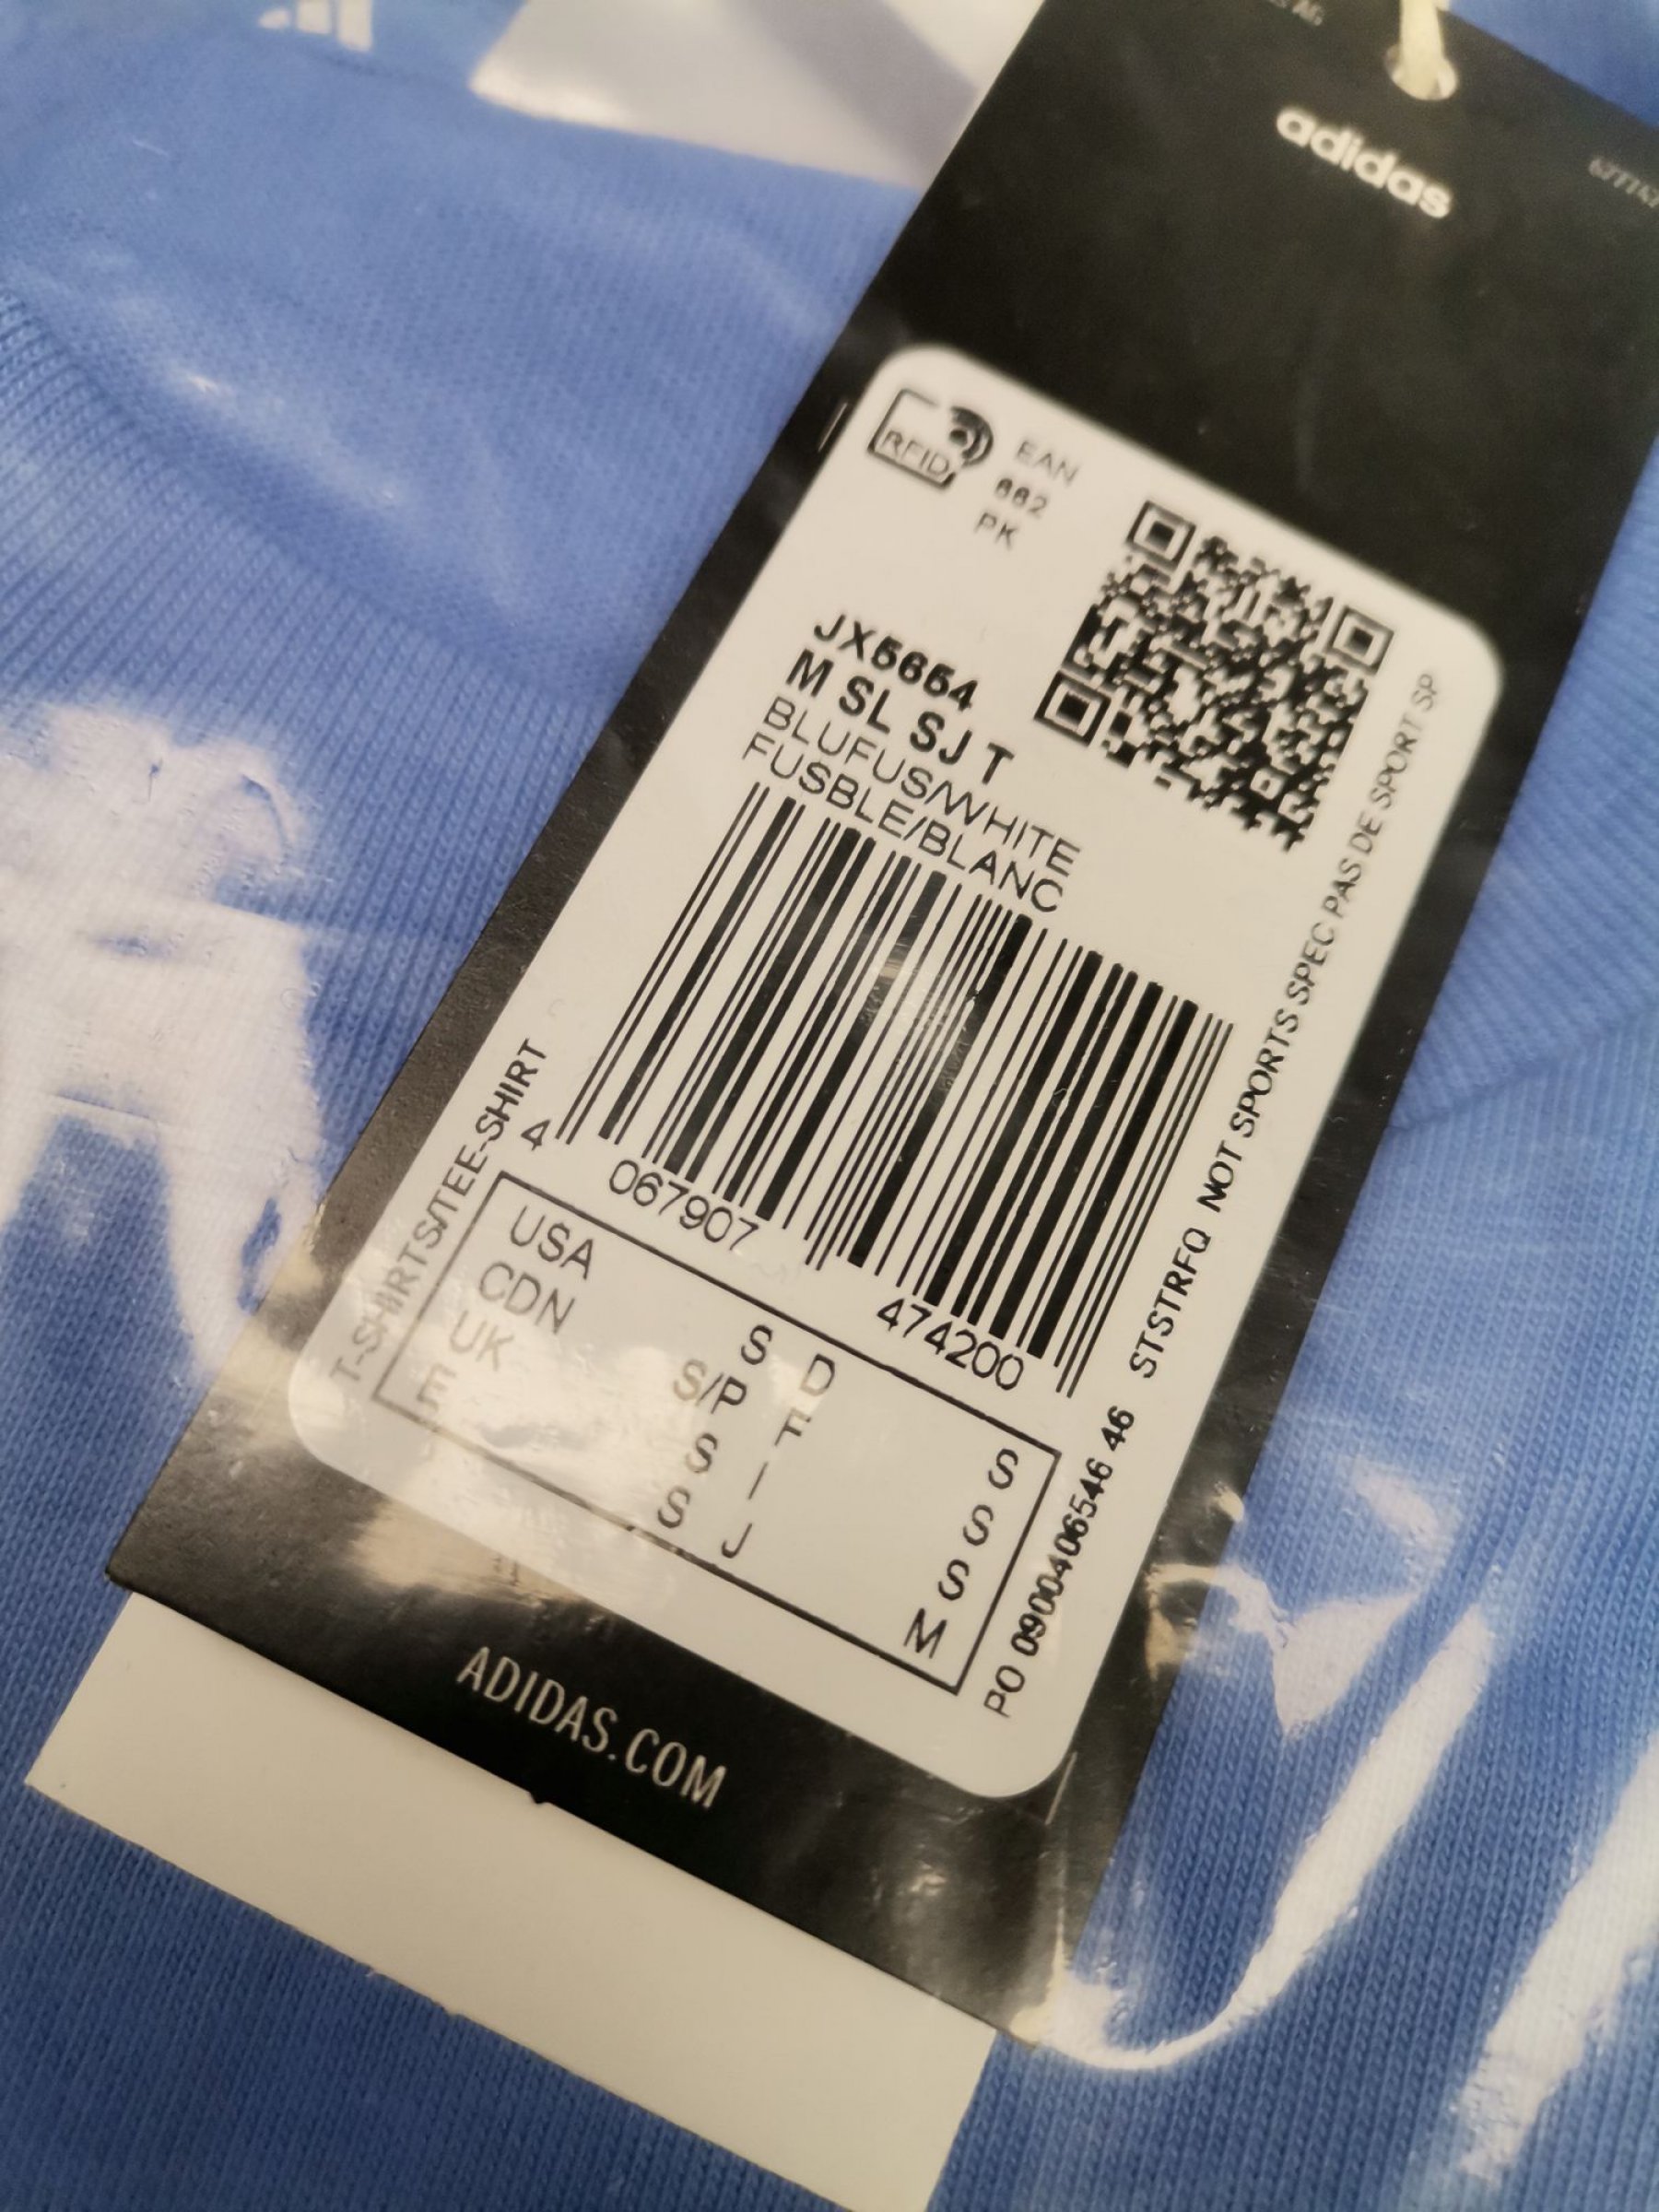 adidas
RFID
EAN
662
PK
JX5654
M SL SJ T
BLUFUS/WHITE
FUSBLE/BLANC
4 067907 474200
T-SHIRTS/TEE-SHIRT
USA S D S
CDN S/P F S
UK S I S
E S J M
PO 0900406546 46 STSTRFQ NOT SPORTS SPEC PAS DE SPORT SP
ADIDAS.COM